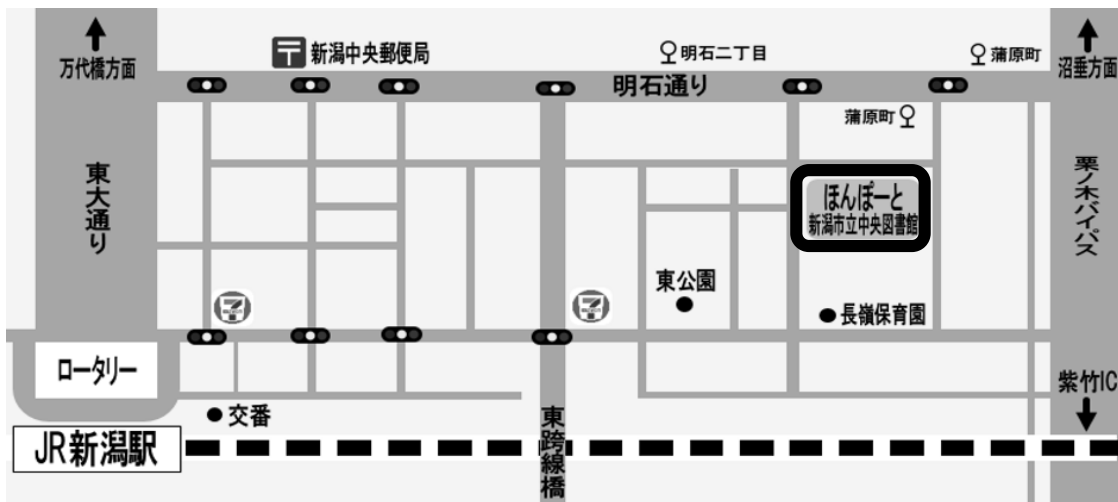 万代橋方面
〒
新潟中央郵便局
明石二丁目
蒲原町
沼垂方面
明石通り
蒲原町
東大通り
栗ノ木バイパス
ほんぽーと
新潟市立中央図書館
7
7
東公園
長嶺保育園
ロータリー
紫竹IC
交番
東跨線橋
JR新潟駅